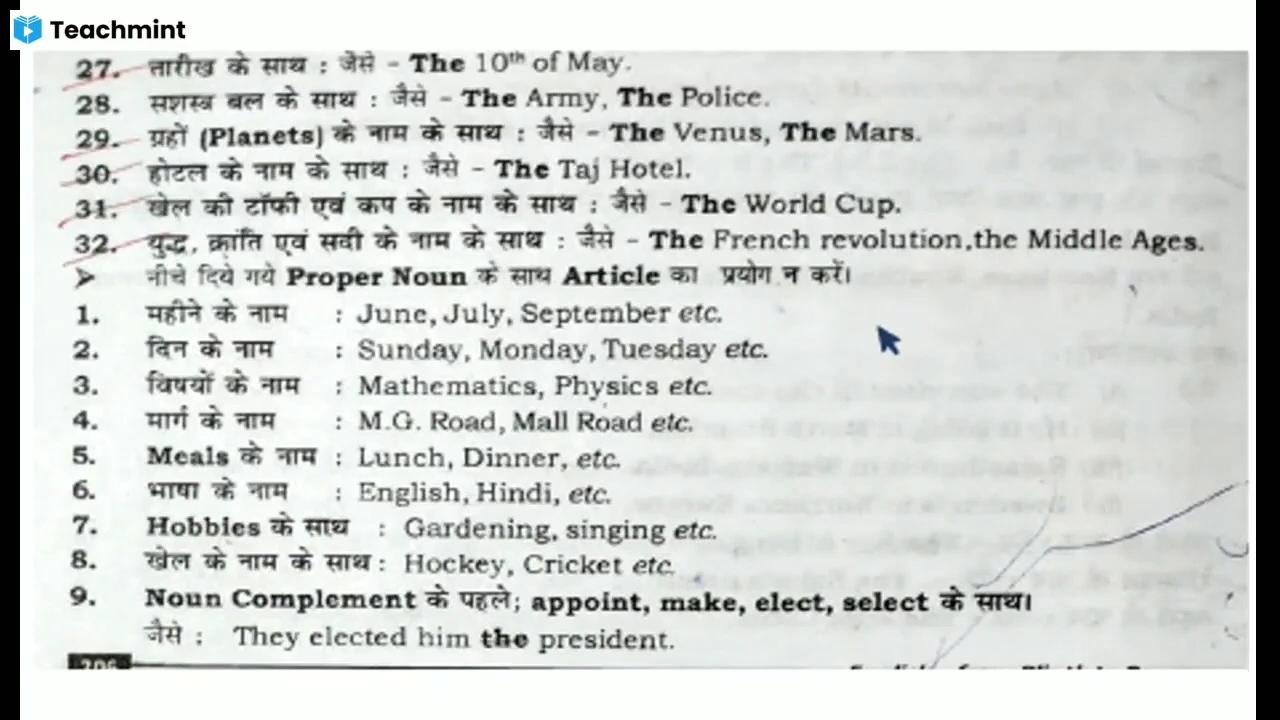 Teachmint
27. तारीख के साथ : जैसे - The 10th of May.
28. सशस्त्र बल के साथ : जैसे - The Army, The Police.
29. ग्रहों (Planets) के नाम के साथ : जैसे - The Venus, The Mars.
30. होटल के नाम के साथ : जैसे - The Taj Hotel.
31. खेल की टॉफी एवं कप के नाम के साथ : जैसे - The World Cup.
32. युद्ध, क्रांति एवं सदी के नाम के साथ : जैसे - The French revolution,the Middle Ages.
➤ नीचे दिये गये Proper Noun के साथ Article का प्रयोग न करें।
1. महीने के नाम : June, July, September etc.
2. दिन के नाम : Sunday, Monday, Tuesday etc.
3. विषयों के नाम : Mathematics, Physics etc.
4. मार्ग के नाम : M.G. Road, Mall Road etc.
5. Meals के नाम : Lunch, Dinner, etc.
6. भाषा के नाम : English, Hindi, etc.
7. Hobbies के साथ : Gardening, singing etc.
8. खेल के नाम के साथ : Hockey, Cricket etc.
9. Noun Complement के पहले; appoint, make, elect, select के साथ।
जैसे : They elected him the president.